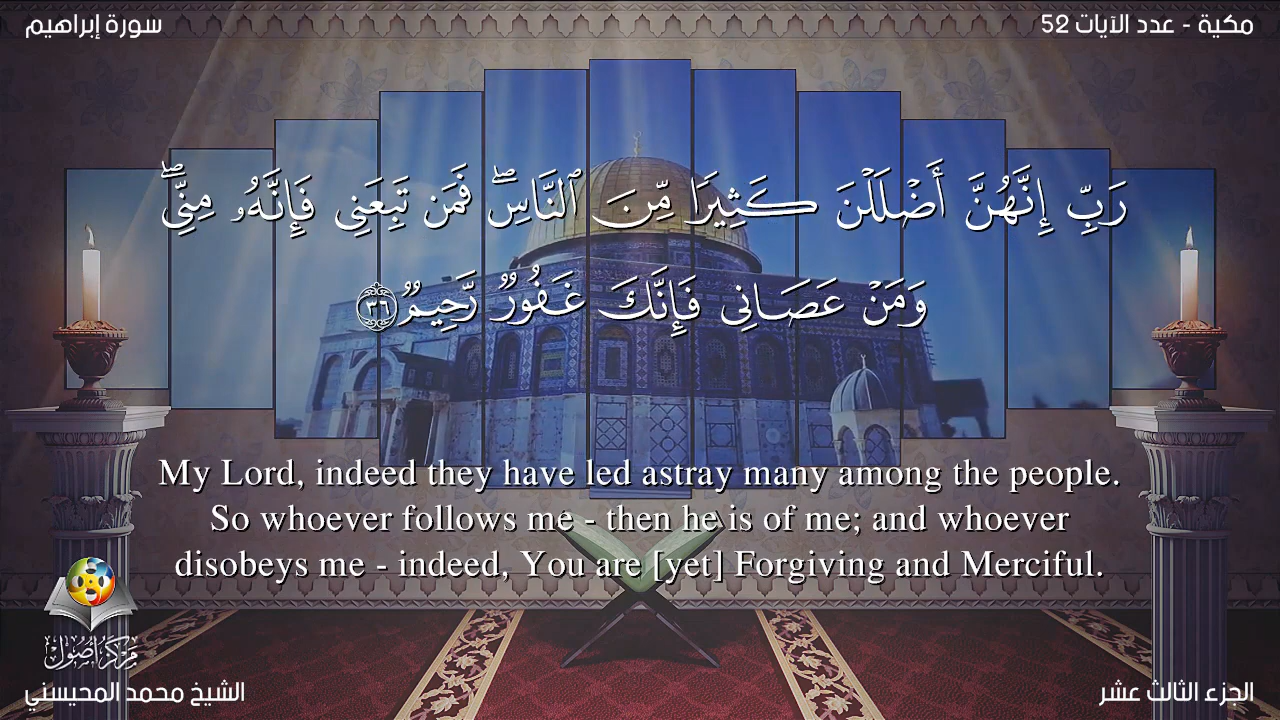 سورة إبراهيم
مكية - عدد الآيات 52
رَبِّ إِنَّهُنَّ أَضْلَلْنَ كَثِيرًا مِّنَ ٱلنَّاسِ ۖ فَمَن تَبِعَنِى فَإِنَّهُۥ مِنِّى ۖ
وَمَنْ عَصَانِى فَإِنَّكَ غَفُورٌ رَّحِيمٌ ٣٦
My Lord, indeed they have led astray many among the people.
So whoever follows me - then he is of me; and whoever
disobeys me - indeed, You are [yet] Forgiving and Merciful.
مركز أصول
الشيخ محمد المحيسني
الجزء الثالث عشر